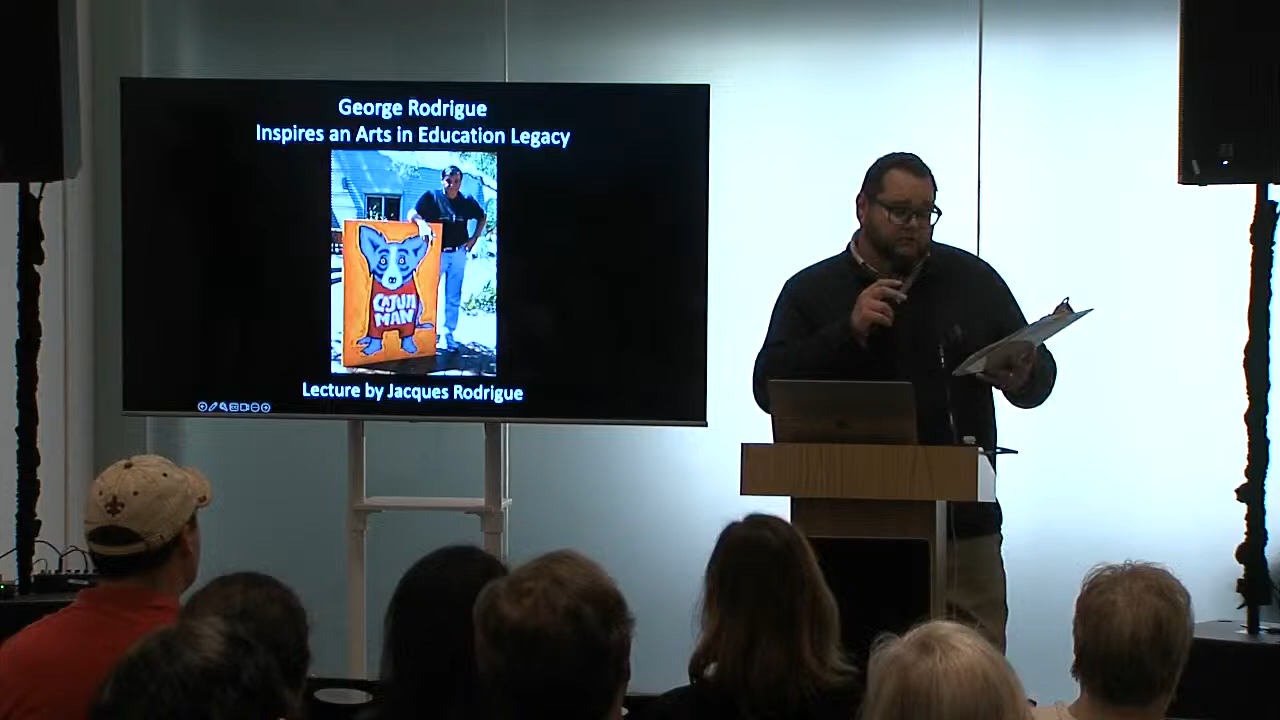 George Rodrigue
Inspires an Arts in Education Legacy
CAJUN
MAN
Lecture by Jacques Rodrigue